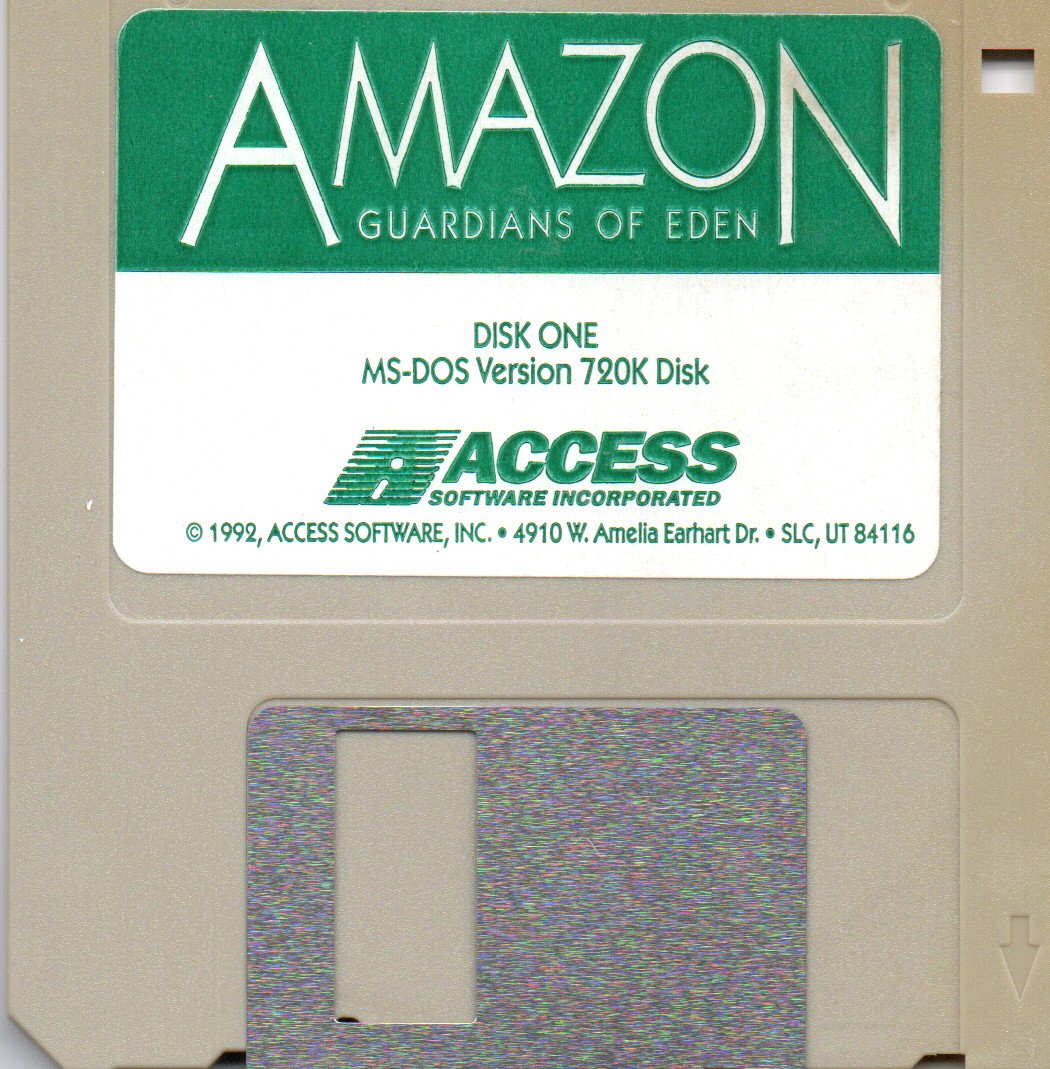 AMAZON
GUARDIANS OF EDEN
DISK ONE
MS-DOS Version 720K Disk
ACCESS
SOFTWARE INCORPORATED
© 1992, ACCESS SOFTWARE, INC. • 4910 W. Amelia Earhart Dr. • SLC, UT 84116